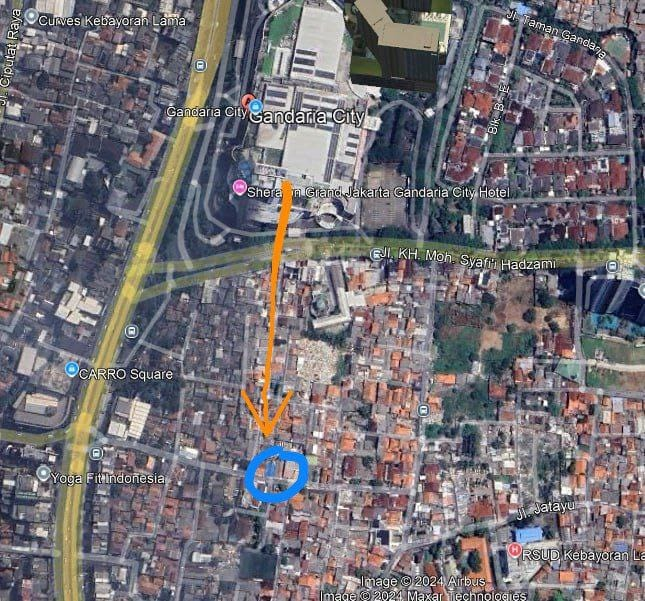 Curves Kebayoran Lama
Jl. Ciputat Raya
Jl. Taman Gandaria
Blk. B - E
Gandaria City
Gandaria City
Sheraton Grand Jakarta Gandaria City Hotel
Jl. KH. Moh. Syafi'i Hadzami
CARRO Square
Yoga Fit Indonesia
Jl. Jatayu
RSUD Kebayoran La
Image © 2024 Airbus
Image © 2024 Maxar Technologies